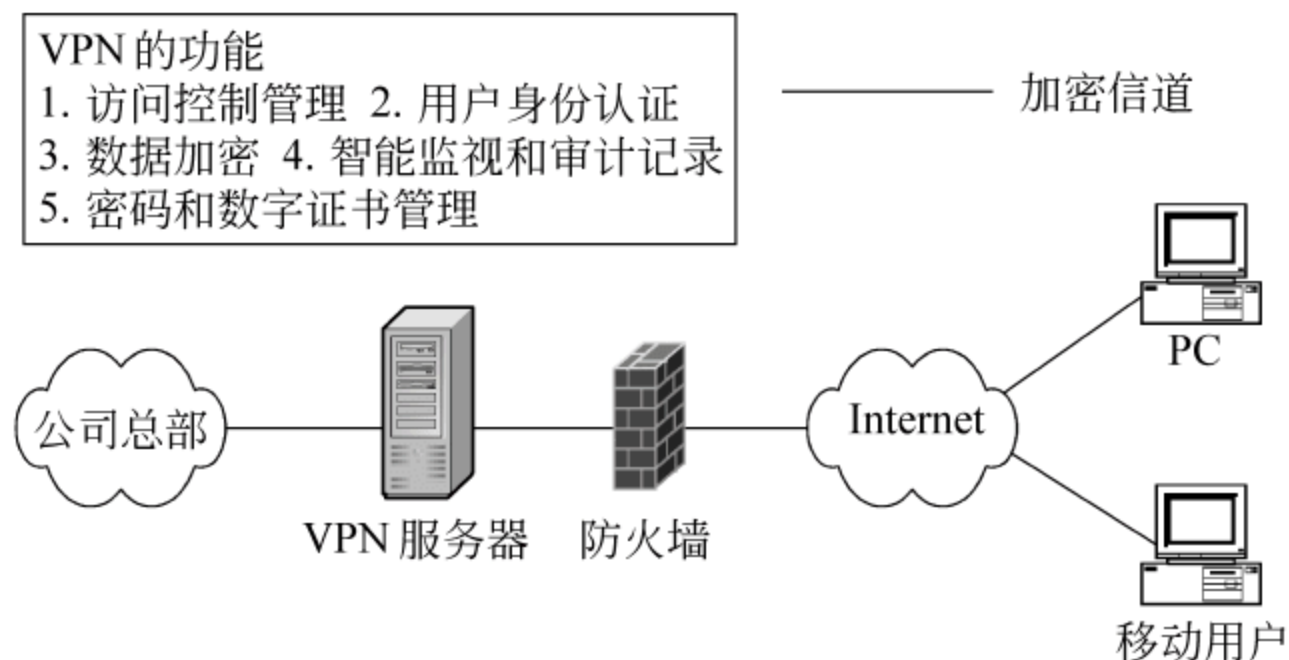 VPN 的功能
1. 访问控制管理 2. 用户身份认证
3. 数据加密 4. 智能监视和审计记录
5. 密码和数字证书管理
加密信道
公司总部
VPN 服务器
防火墙
Internet
PC
移动用户